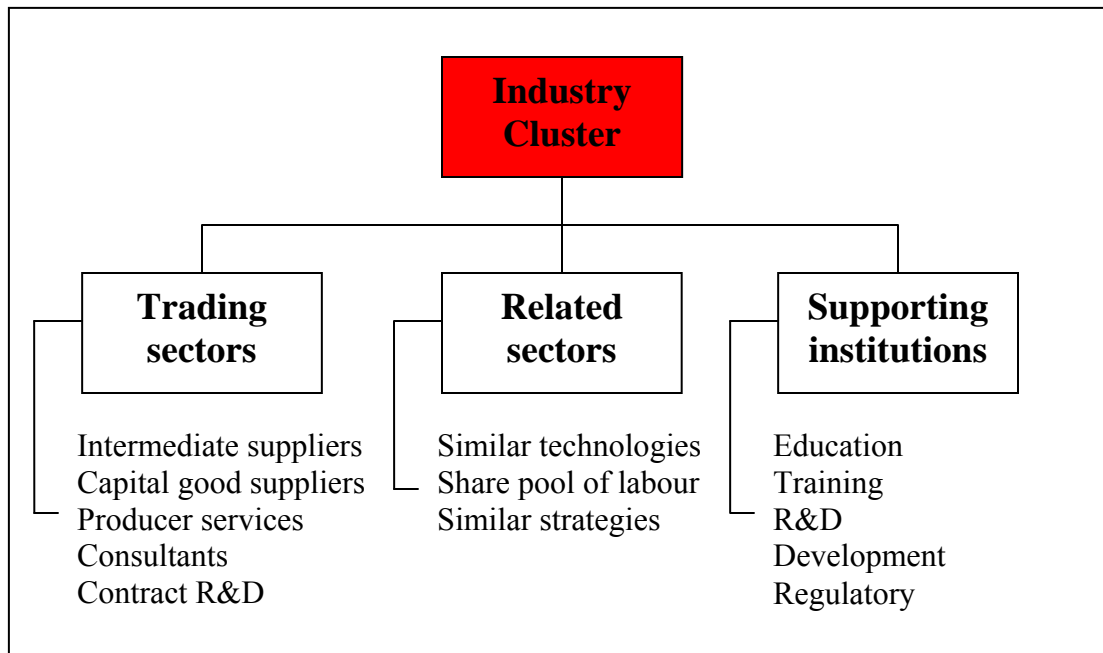 Industry
Cluster
Trading
sectors
Related
sectors
Supporting
institutions
Intermediate suppliers
Capital good suppliers
Producer services
Consultants
Contract R&D
Similar technologies
Share pool of labour
Similar strategies
Education
Training
R&D
Development
Regulatory